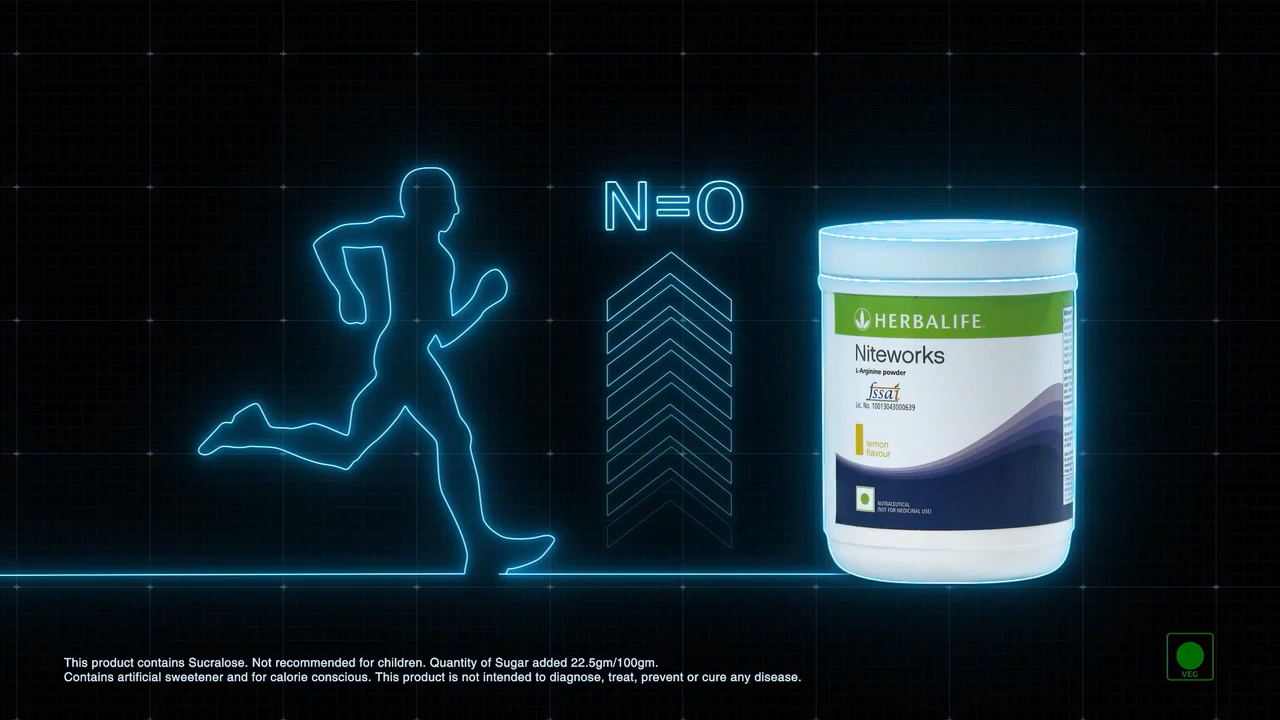 N=O
HERBALIFE
Niteworks
L-Arginine powder
fssai
Lic. No. 10013043000639
lemon
flavour
NUTRACEUTICAL
(NOT FOR MEDICINAL USE)
This product contains Sucralose. Not recommended for children. Quantity of Sugar added 22.5gm/100gm.
Contains artificial sweetener and for calorie conscious. This product is not intended to diagnose, treat, prevent or cure any disease.
VEG